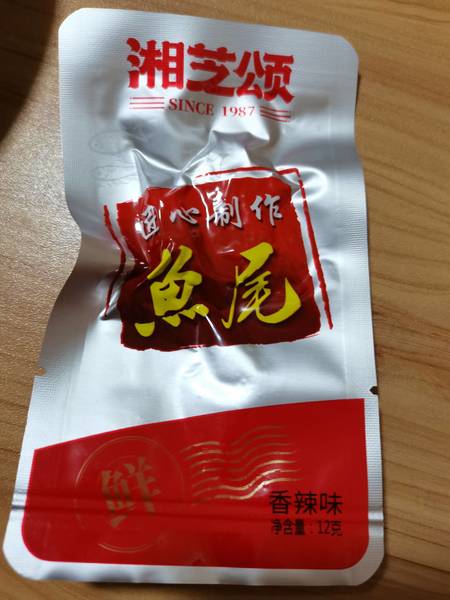 湘芝颂
SINCE 1987
匠心制作
魚尾
鲜
香辣味
净含量：12克